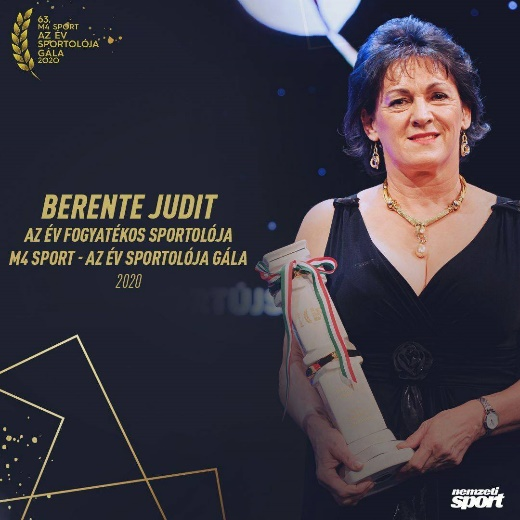 63.
M4 SPORT
AZ ÉV
SPORTOLÓJA
GÁLA
2020
BERENTE JUDIT
AZ ÉV FOGYATÉKOS SPORTOLÓJA
M4 SPORT - AZ ÉV SPORTOLÓJA GÁLA
2020
nemzeti
sport